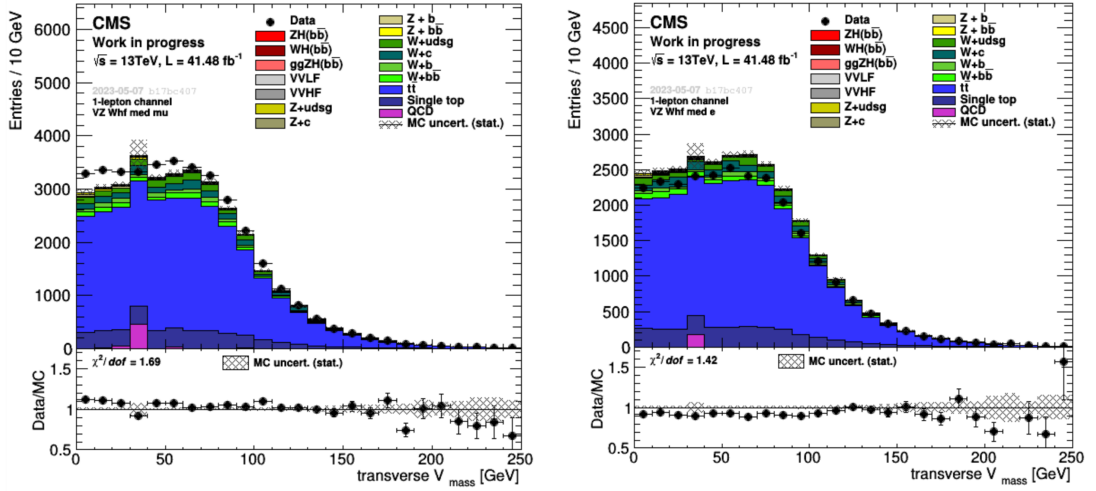 CMS
Work in progress
√s = 13TeV, L = 41.48 fb⁻¹
2023-05-07 b17bc407
1-lepton channel
VZ Whf med mu
Data
ZH(bb̅)
WH(bb̅)
ggZH(bb̅)
VVLF
VVHF
Z+udsg
Z+c
Z + b_
Z + bb̅
W+udsg
W+c
W+b_
W+bb̅
tt
Single top
QCD
MC uncert. (stat.)
Entries / 10 GeV
6000
5000
4000
3000
2000
1000
0
χ²/ dof = 1.69
MC uncert. (stat.)
Data/MC
1.5
1
0.5
0 50 100 150 200 250
transverse V mass [GeV]
CMS
Work in progress
√s = 13TeV, L = 41.48 fb⁻¹
2023-05-07 b17bc407
1-lepton channel
VZ Whf med e
Data
ZH(bb̅)
WH(bb̅)
ggZH(bb̅)
VVLF
VVHF
Z+udsg
Z+c
Z + b_
Z + bb̅
W+udsg
W+c
W+b_
W+bb̅
tt
Single top
QCD
MC uncert. (stat.)
Entries / 10 GeV
4500
4000
3500
3000
2500
2000
1500
1000
500
0
χ²/ dof = 1.42
MC uncert. (stat.)
Data/MC
1.5
1
0.5
0 50 100 150 200 250
transverse V mass [GeV]